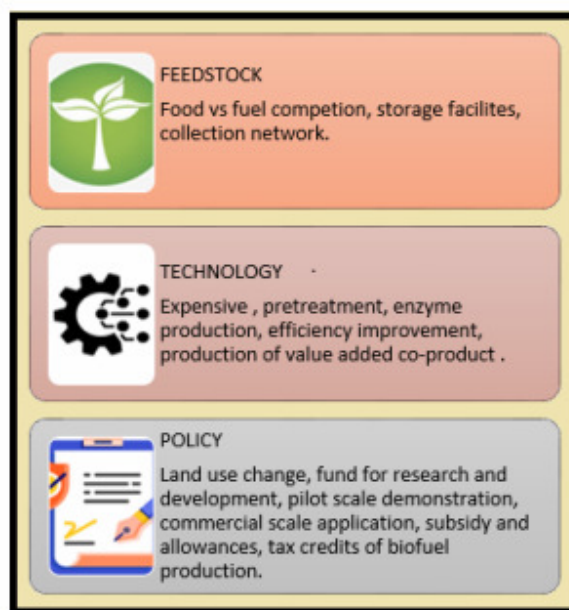 FEEDSTOCK
Food vs fuel competion, storage facilites,
collection network.
TECHNOLOGY -
Expensive , pretreatment, enzyme
production, efficiency improvement,
production of value added co-product .
POLICY
Land use change, fund for research and
development, pilot scale demonstration,
commercial scale application, subsidy and
allowances, tax credits of biofuel
production.